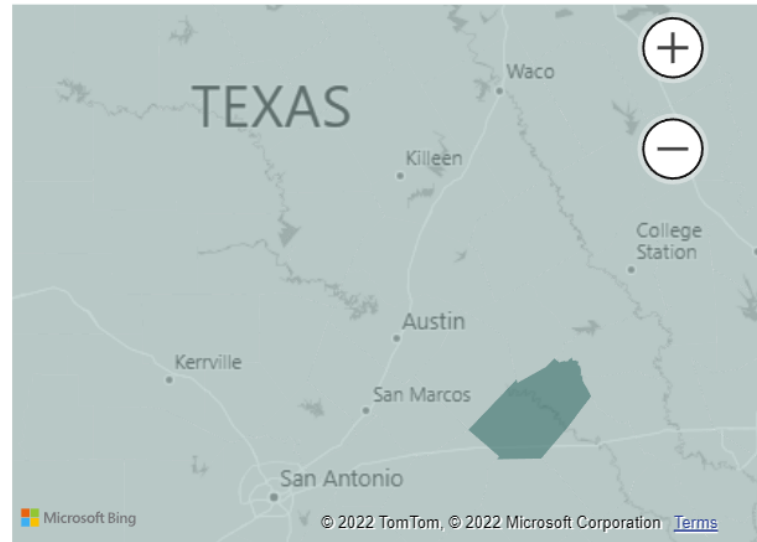 Waco
TEXAS
Killeen
College
Station
Austin
Kerrville
San Marcos
San Antonio
Microsoft Bing
© 2022 TomTom, © 2022 Microsoft Corporation Terms